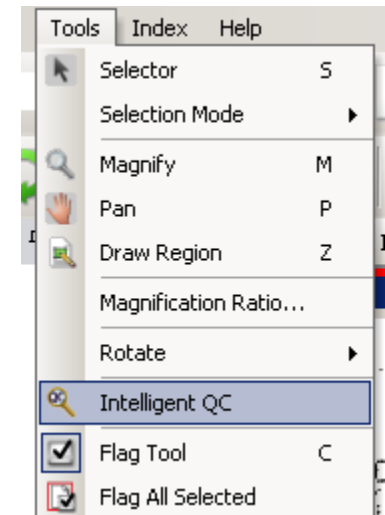 Tools Index Help
Selector S
Selection Mode
Magnify M
Pan P
Draw Region Z
Magnification Ratio...
Rotate
Intelligent QC
Flag Tool C
Flag All Selected